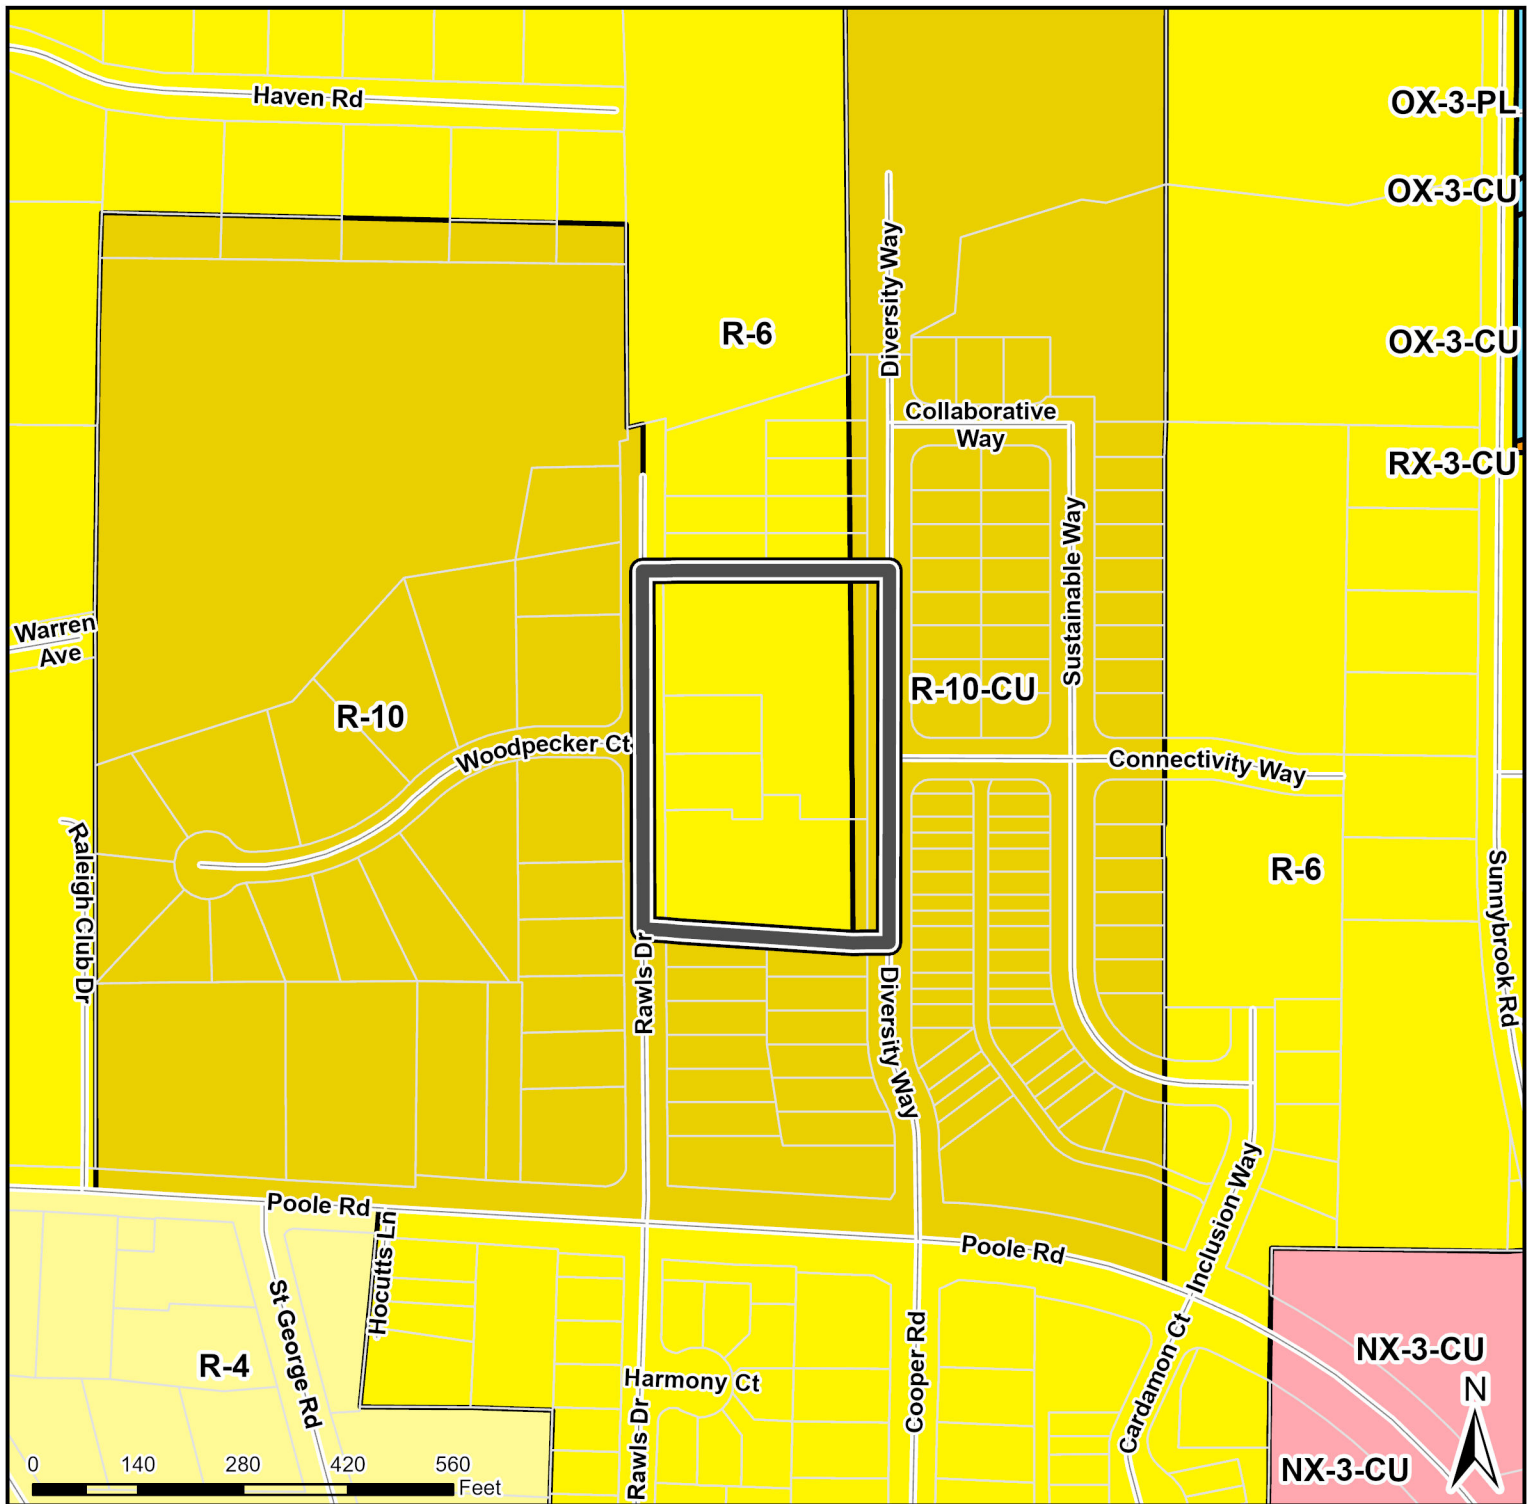 Haven Rd
OX-3-PL
OX-3-CU
Diversity Way
R-6
OX-3-CU
Collaborative
Way
RX-3-CU
Sustainable Way
Warren
Ave
R-10-CU
R-10
Woodpecker Ct
Connectivity Way
Raleigh Club Dr
R-6
Sunnybrook Rd
Rawls Dr
Diversity Way
Poole Rd
Hocutts Ln
Poole Rd
Inclusion Way
St George Rd
R-4
Harmony Ct
Rawls Dr
Cooper Rd
Cardamon Ct
NX-3-CU
N
NX-3-CU
0 140 280 420 560
Feet